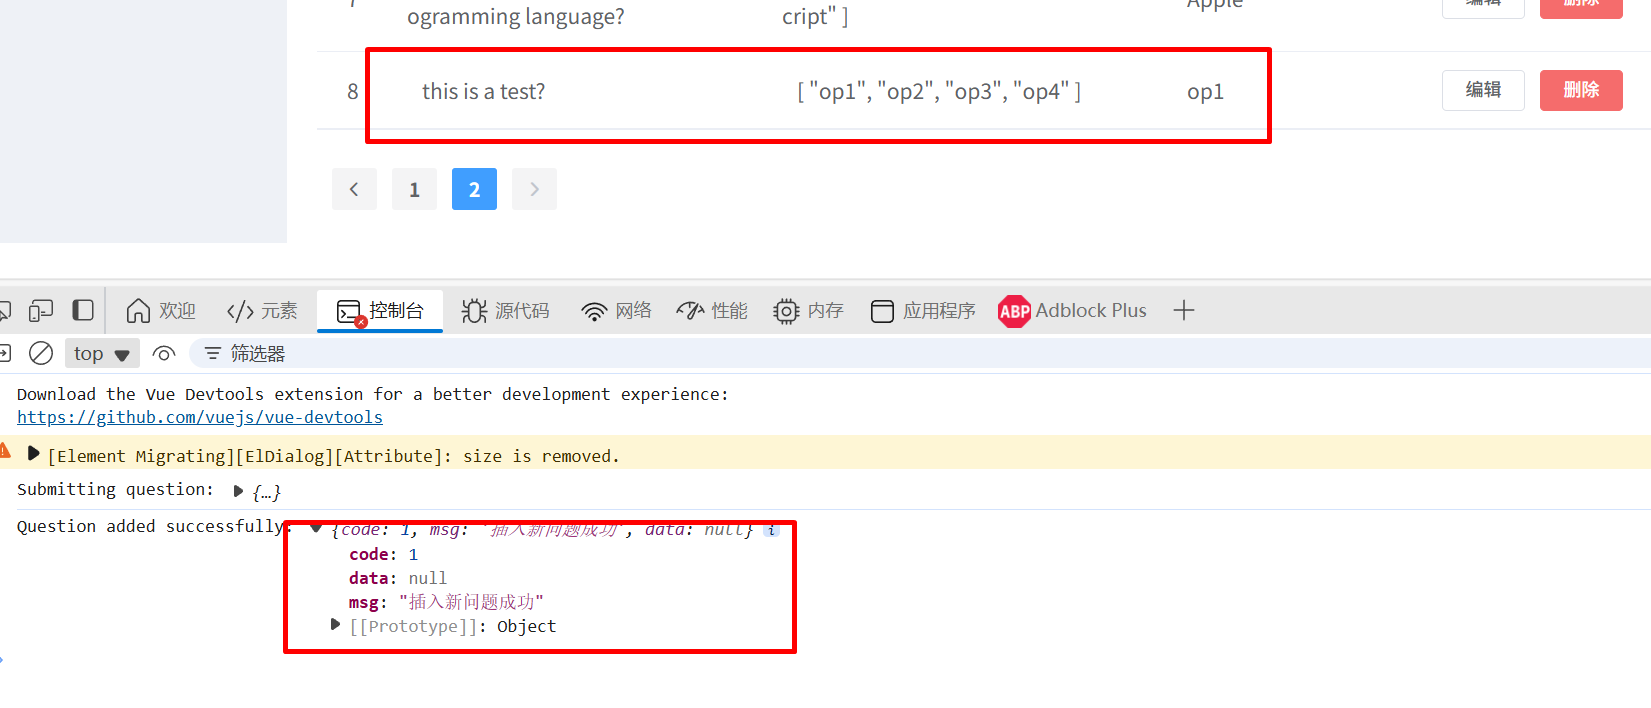 ogramming language? cript" ] Apple 编辑 删除
8 this is a test? [ "op1", "op2", "op3", "op4" ] op1 编辑 删除
1 2
欢迎 元素 控制台 源代码 网络 性能 内存 应用程序 ABP Adblock Plus
top 筛选器
Download the Vue Devtools extension for a better development experience:
https://github.com/vuejs/vue-devtools
[Element Migrating][ElDialog][Attribute]: size is removed.
Submitting question: {…}
Question added successfully: {code: 1, msg: '插入新问题成功', data: null} i
code: 1
data: null
msg: "插入新问题成功"
[[Prototype]]: Object